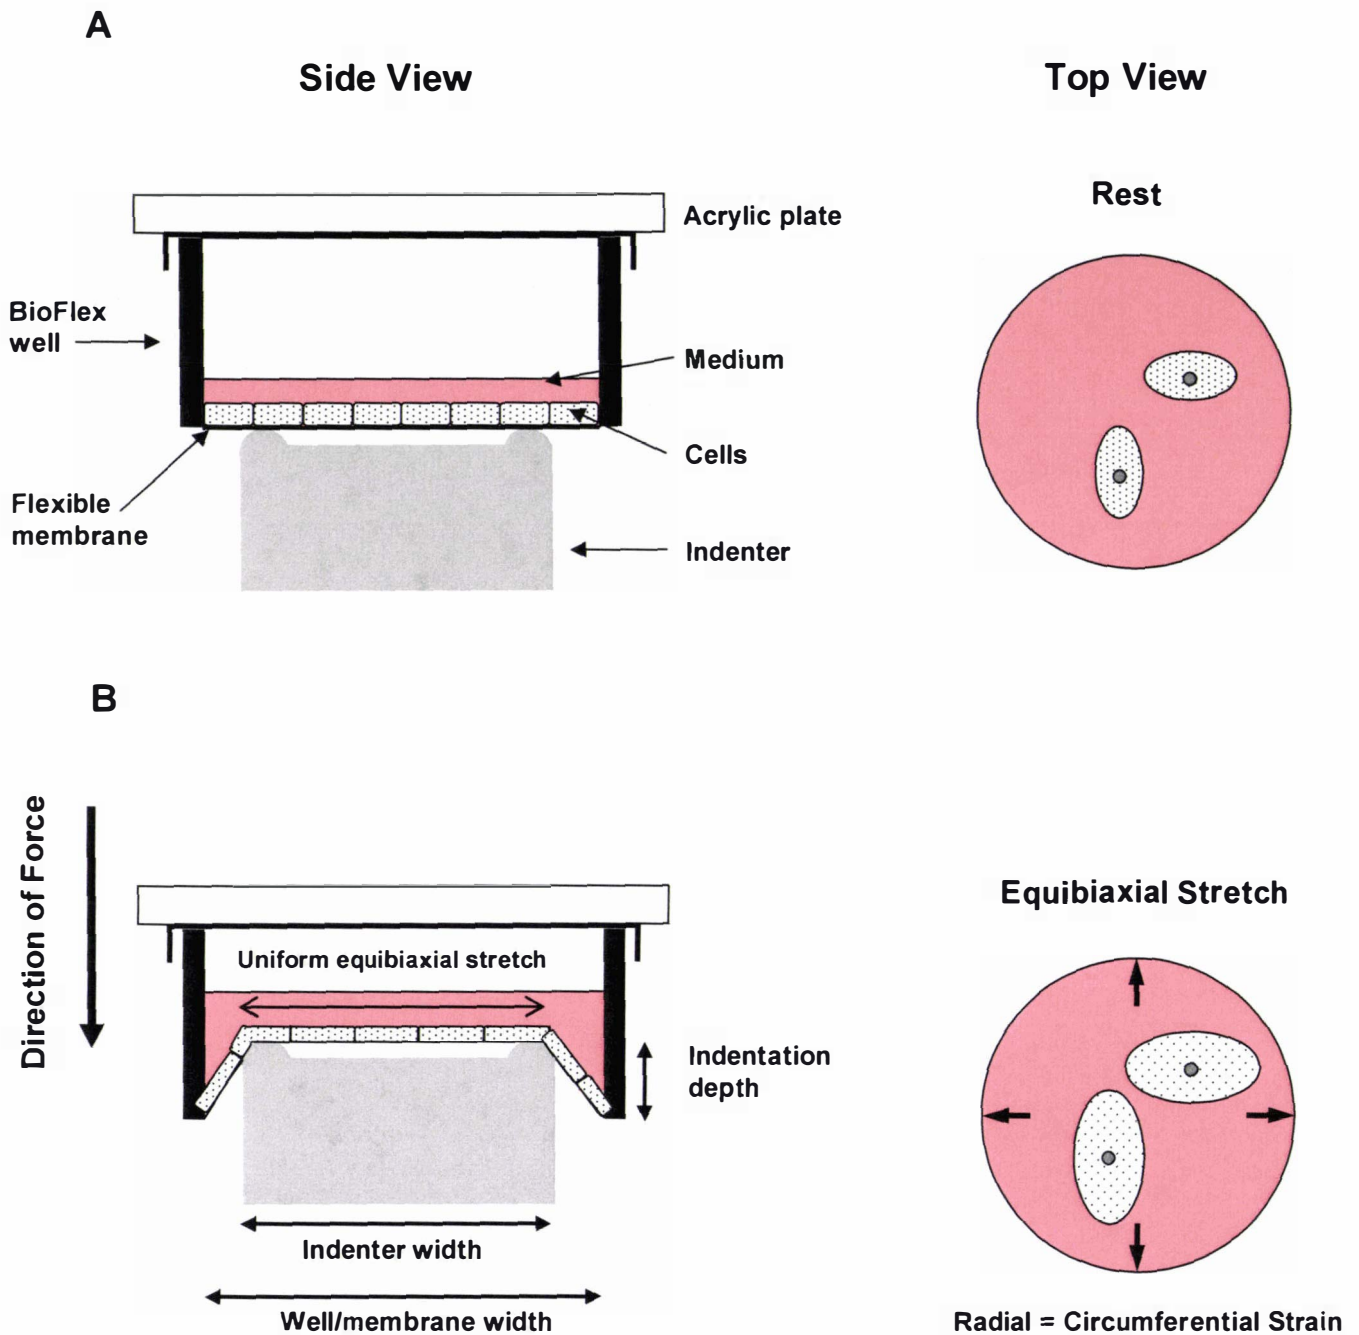 A
Side View
Top View
Rest
Acrylic plate
BioFlex
well
Medium
Cells
Flexible
membrane
Indenter
B
Direction of Force
Equibiaxial Stretch
Uniform equibiaxial stretch
Indentation
depth
Indenter width
Well/membrane width
Radial = Circumferential Strain